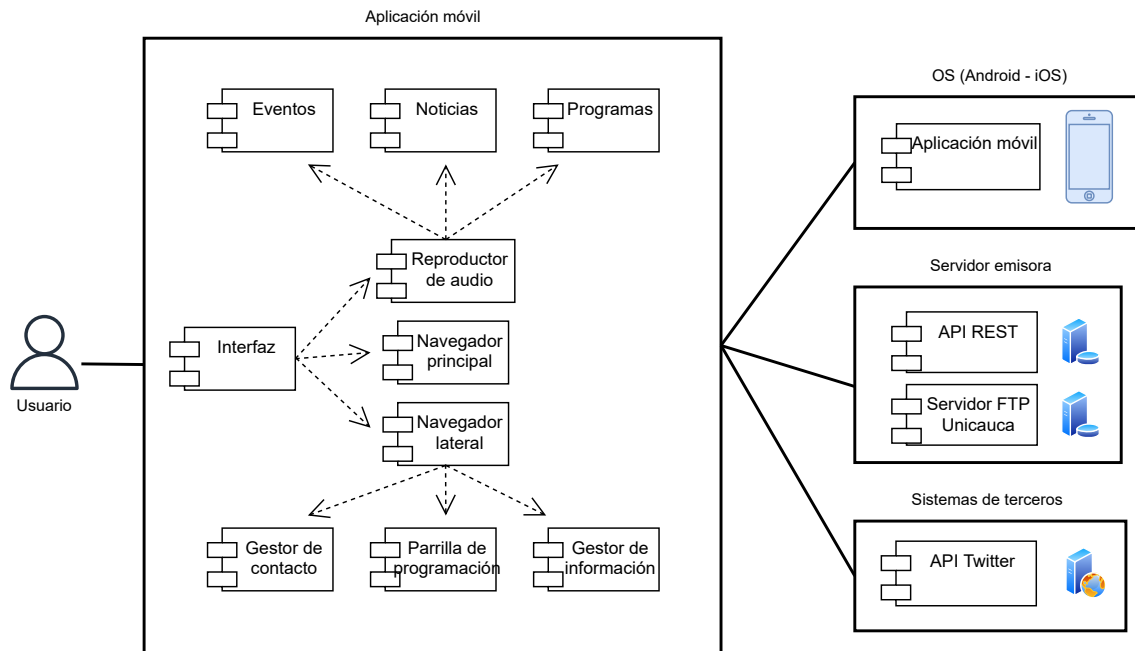 Aplicación móvil
Eventos
Noticias
Programas
Reproductor
de audio
Interfaz
Navegador
principal
Navegador
lateral
Gestor de
contacto
Parrilla de
programación
Gestor de
información
Usuario
OS (Android - iOS)
Aplicación móvil
Servidor emisora
API REST
Servidor FTP
Unicauca
Sistemas de terceros
API Twitter